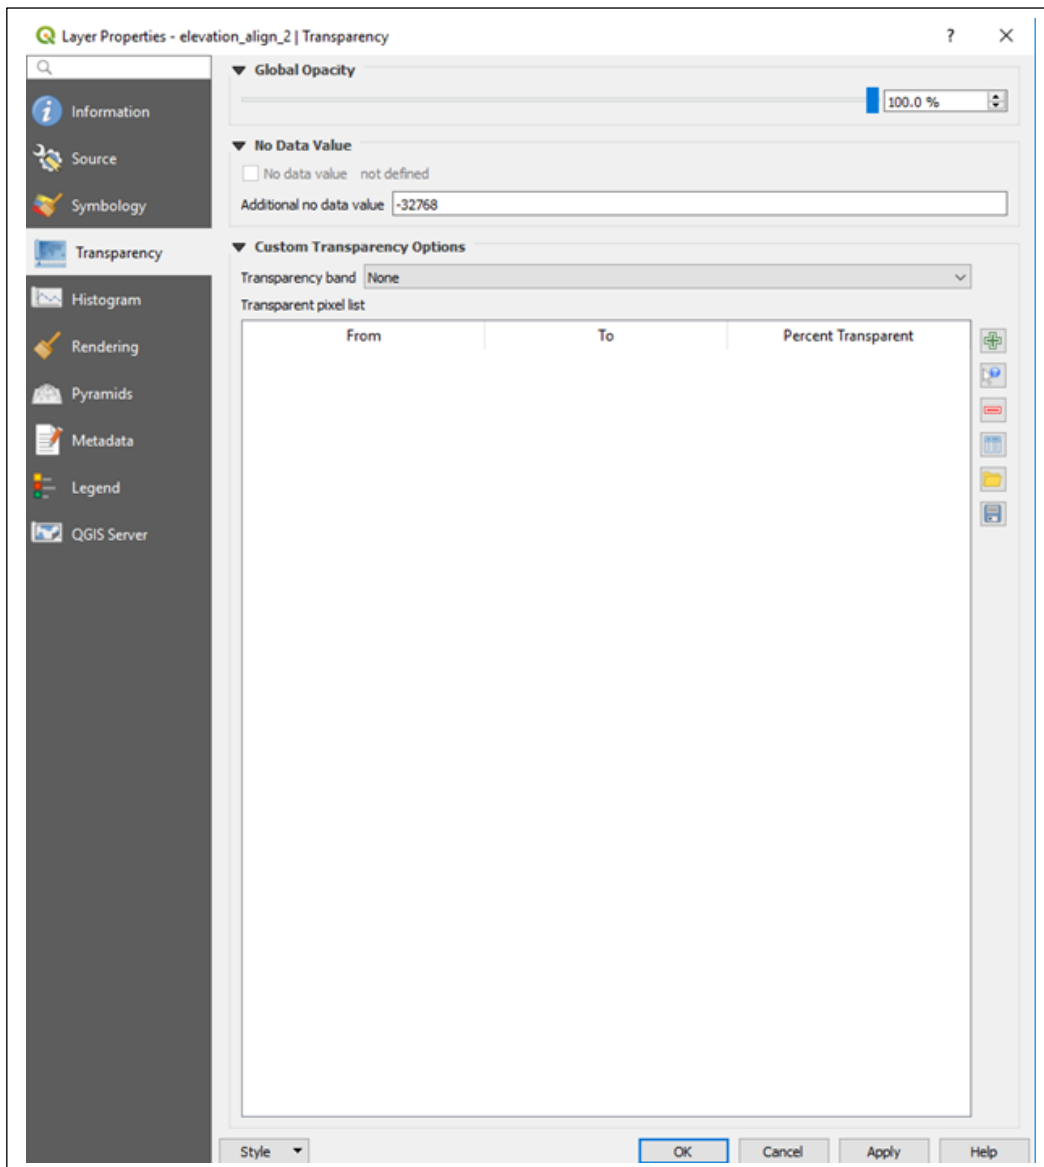 Layer Properties - elevation_align_2 | Transparency
?
Information
Source
Symbology
Transparency
Histogram
Rendering
Pyramids
Metadata
Legend
QGIS Server
Global Opacity
100.0 %
No Data Value
No data value not defined
Additional no data value -32768
Custom Transparency Options
Transparency band None
Transparent pixel list
From To Percent Transparent
Style OK Cancel Apply Help